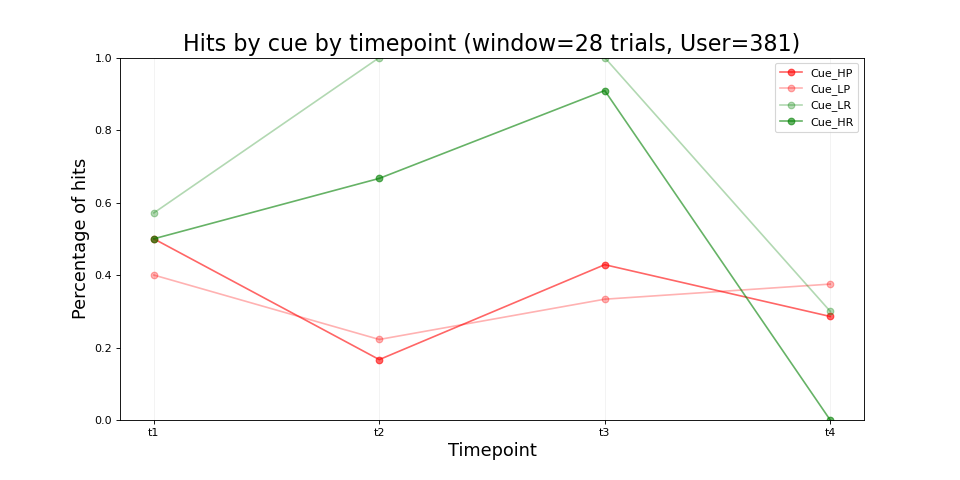 Hits by cue by timepoint (window=28 trials, User=381)
Percentage of hits
1.0
0.8
0.6
0.4
0.2
0.0
Cue_HP
Cue_LP
Cue_LR
Cue_HR
t1
t2
t3
t4
Timepoint